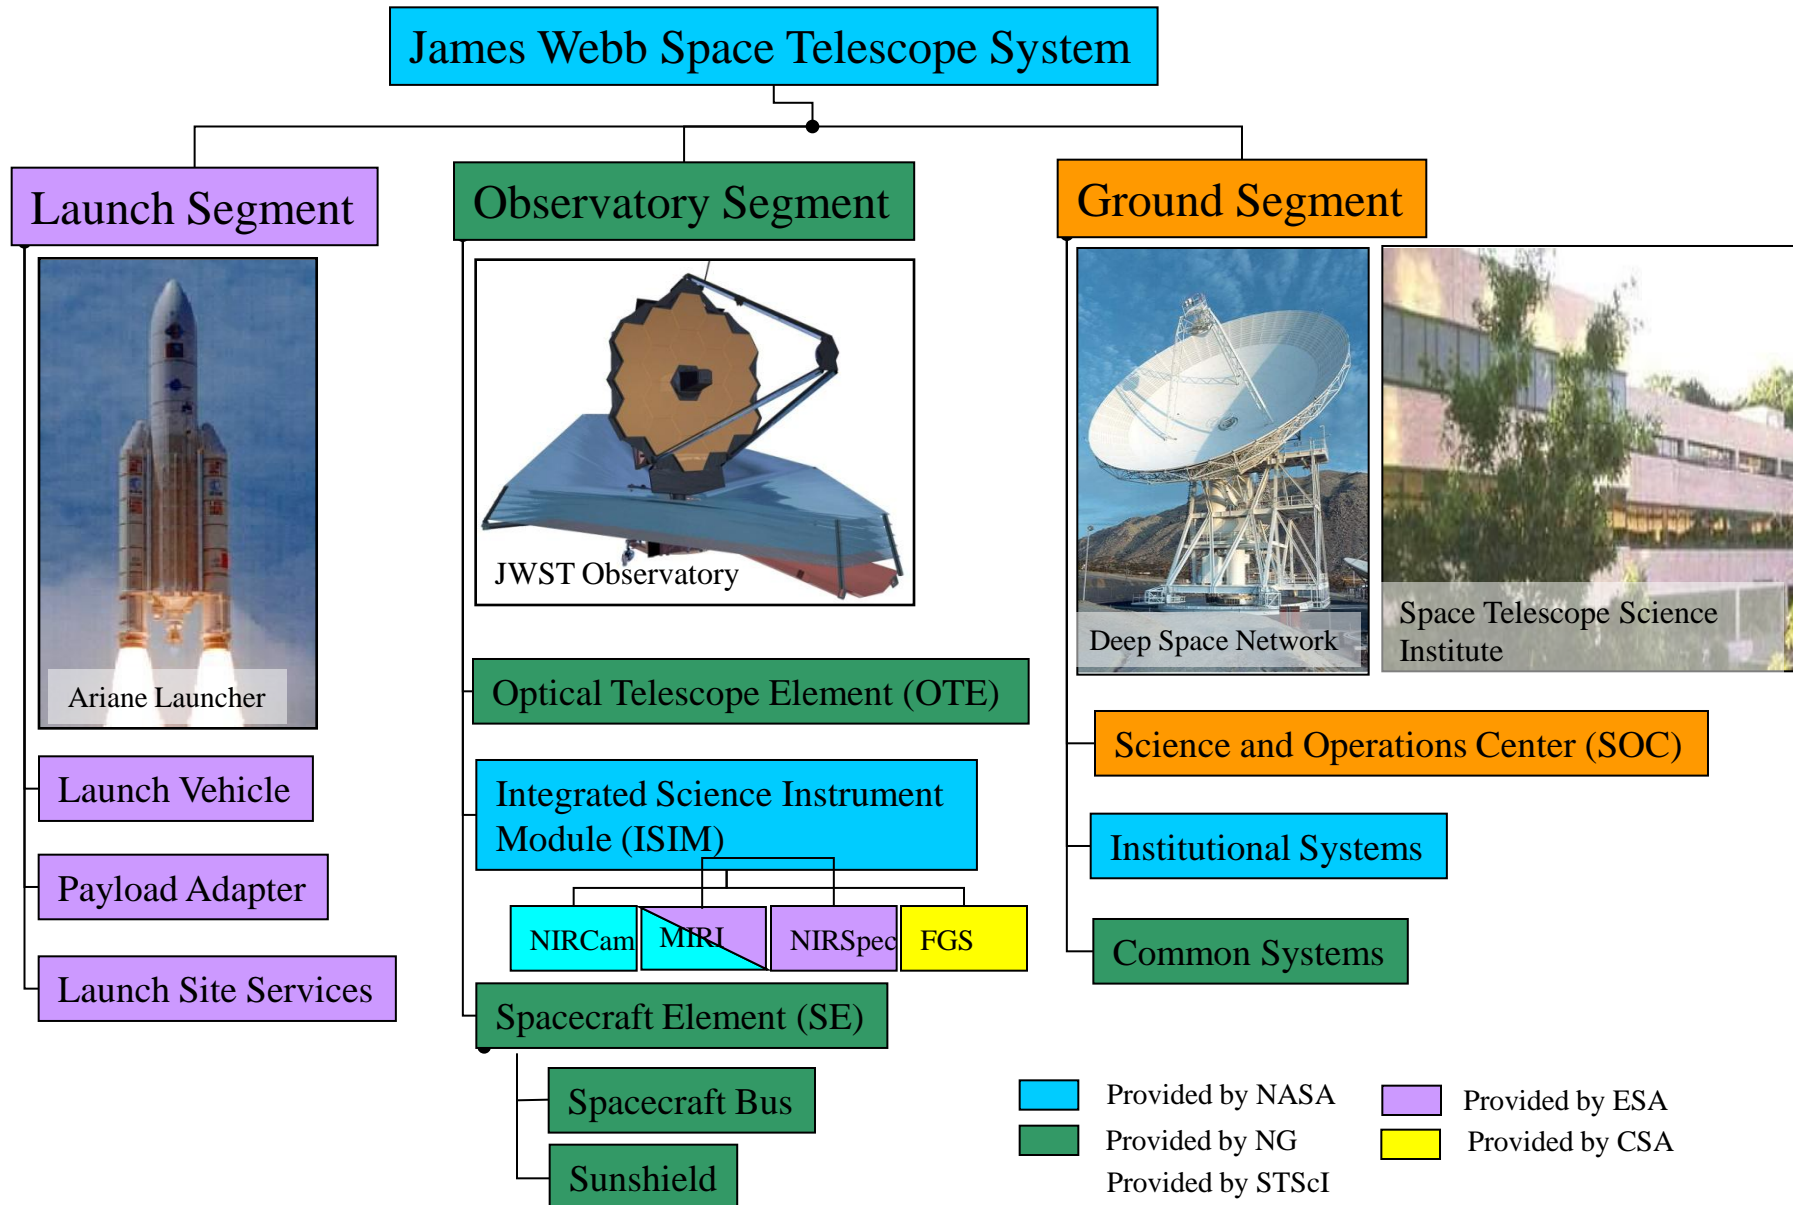 James Webb Space Telescope System
Launch Segment
Ariane Launcher
Launch Vehicle
Payload Adapter
Launch Site Services
Observatory Segment
JWST Observatory
Optical Telescope Element (OTE)
Integrated Science Instrument
Module (ISIM)
NIRCam
MIRI
NIRSpec
FGS
Spacecraft Element (SE)
Spacecraft Bus
Sunshield
Ground Segment
Deep Space Network
Space Telescope Science
Institute
Science and Operations Center (SOC)
Institutional Systems
Common Systems
Provided by NASA
Provided by NG
Provided by STScI
Provided by ESA
Provided by CSA